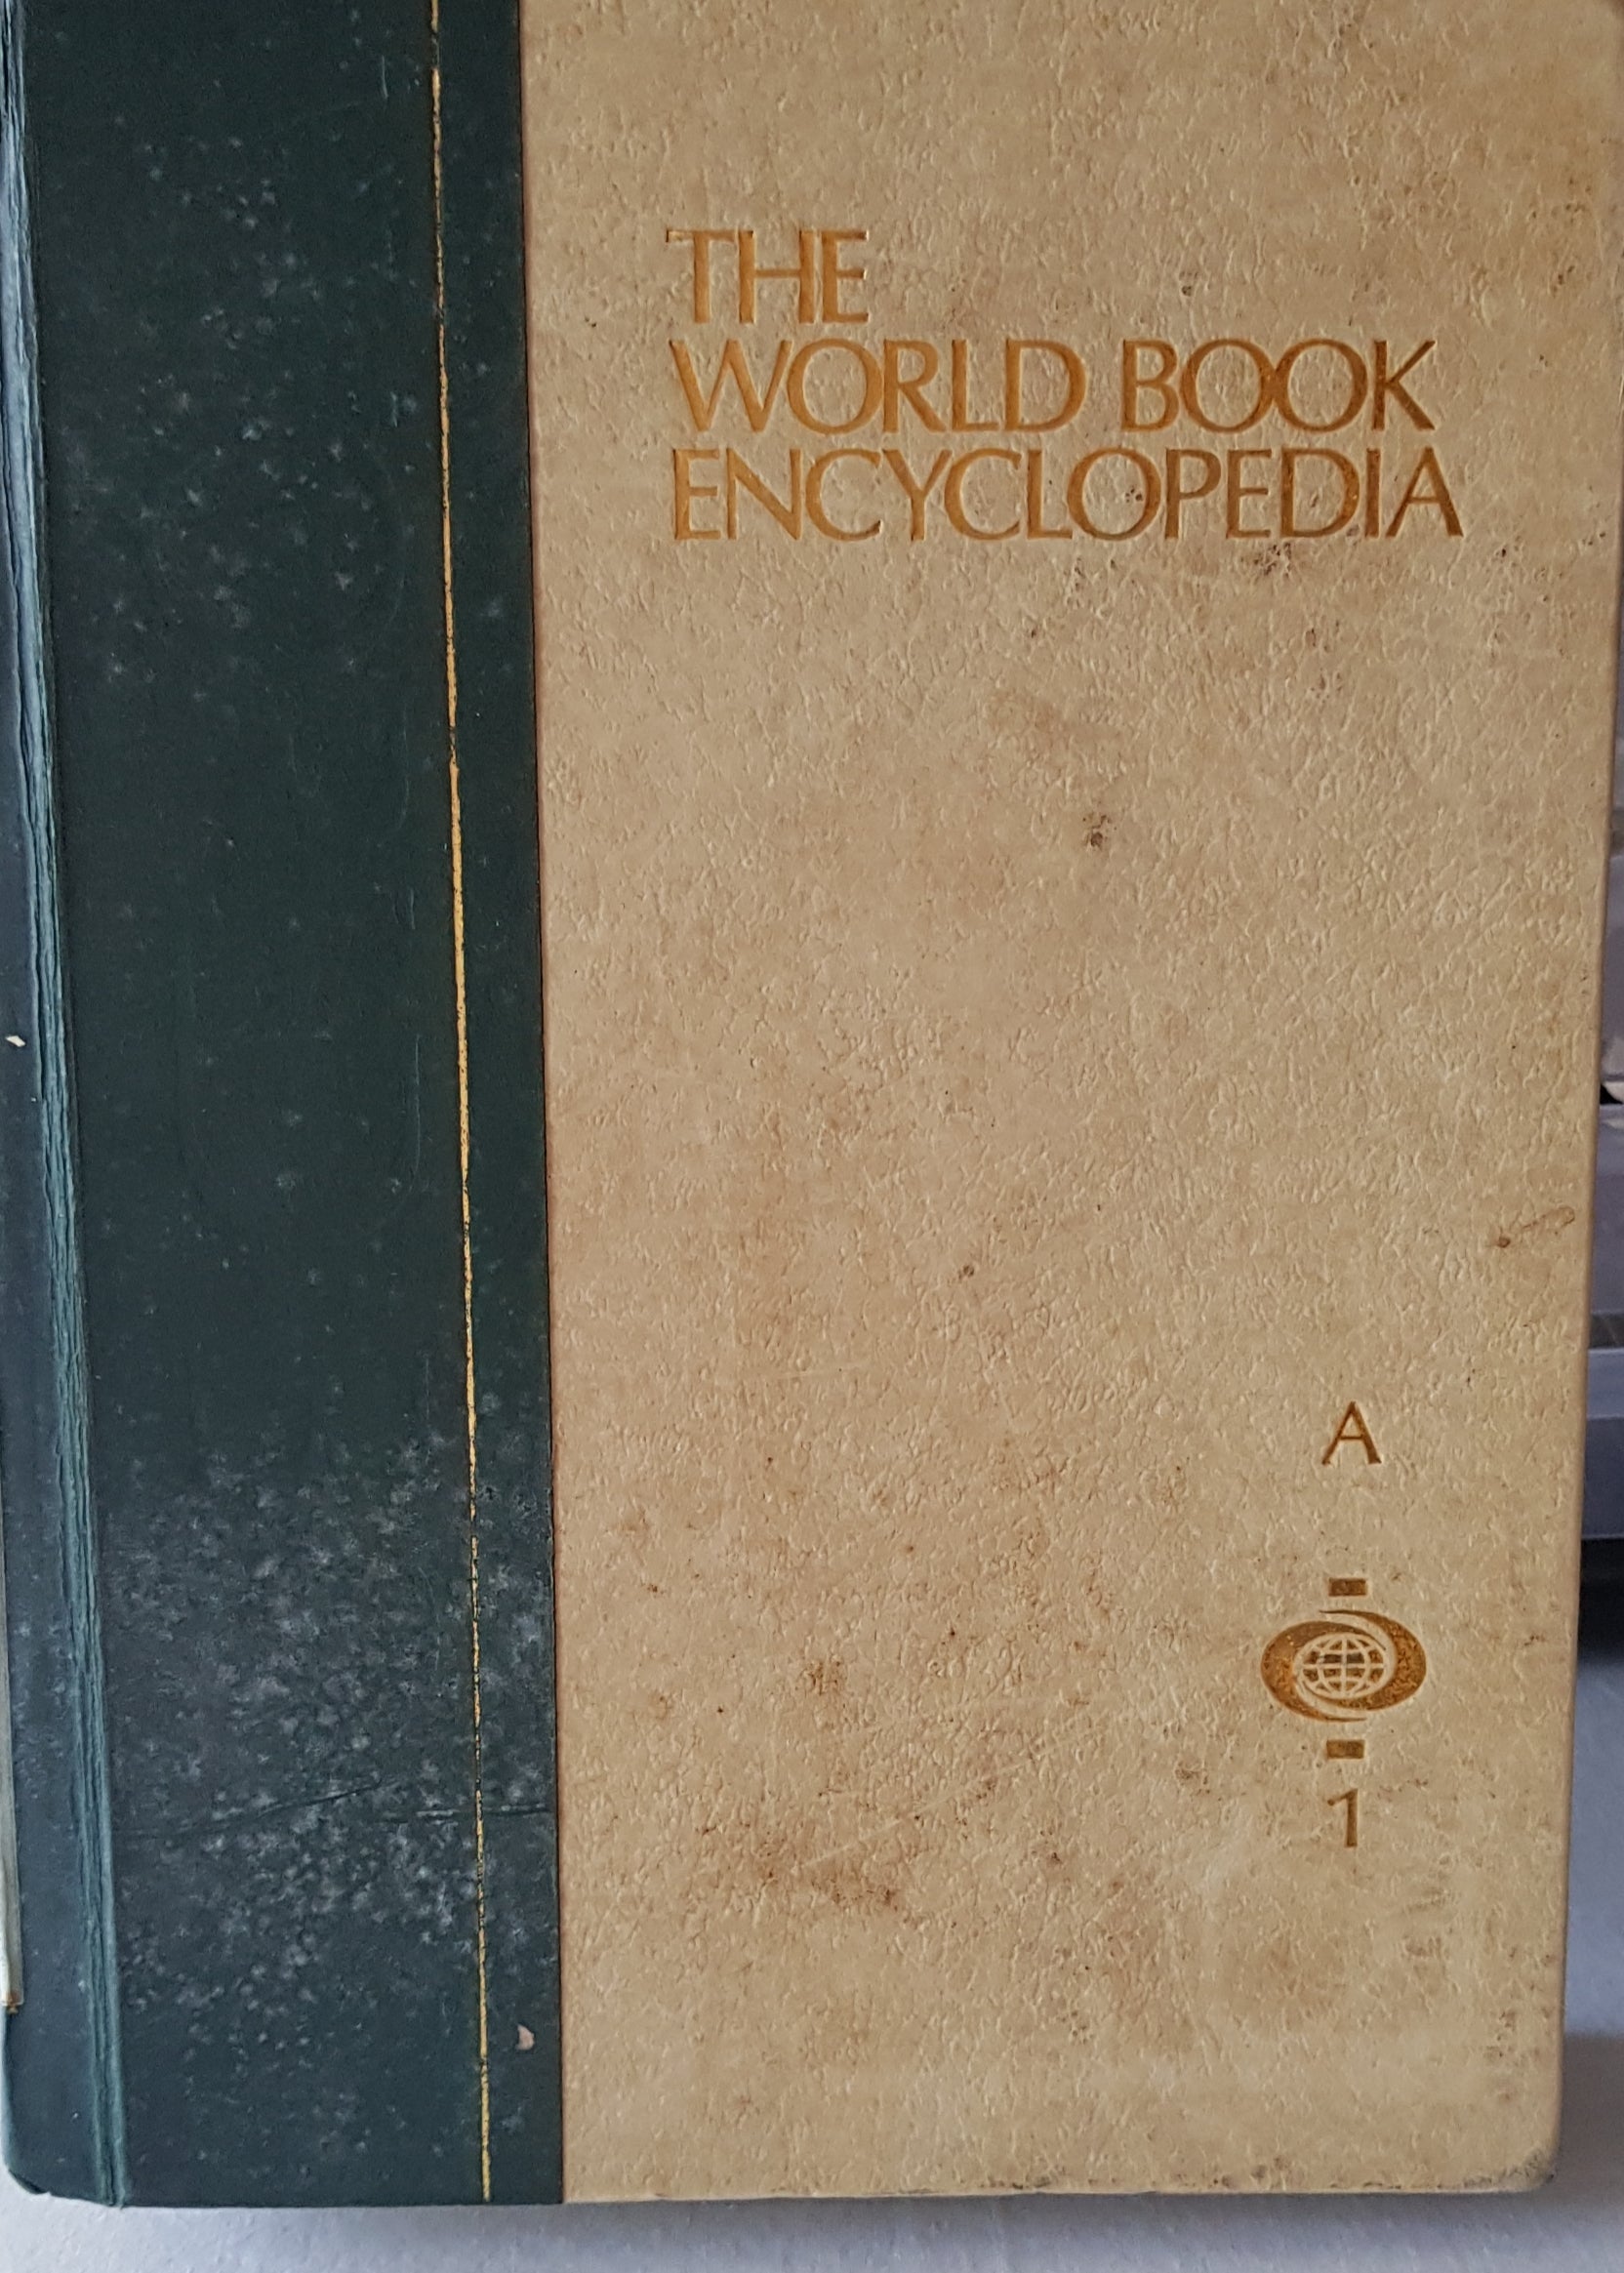 THE
WORLD BOOK
ENCYCLOPEDIA
A
1